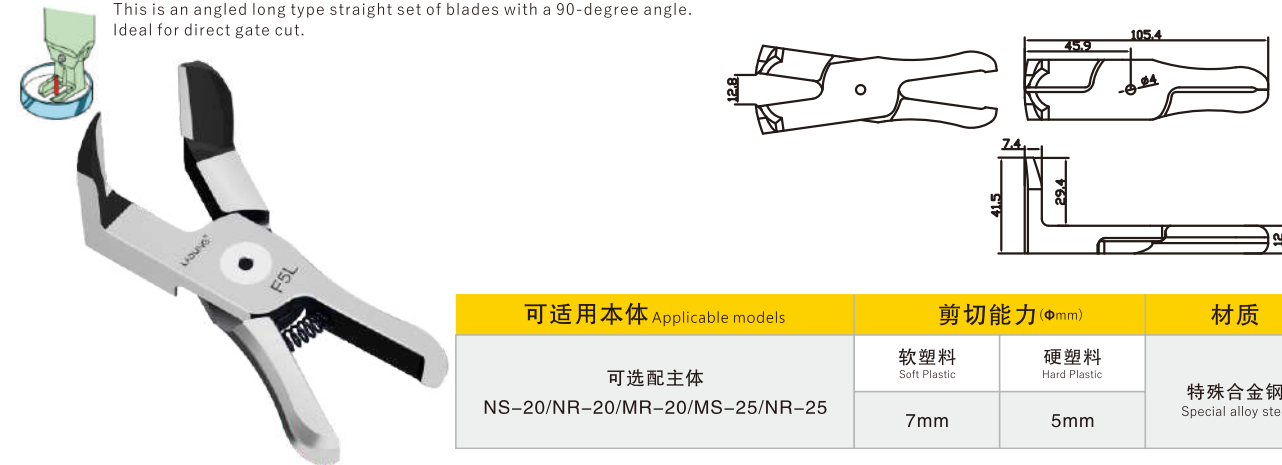 This is an angled long type straight set of blades with a 90-degree angle.
Ideal for direct gate cut.
105.4
45.9
ø4
12.8
7.4
41.5
29.4
12
F5L
可适用本体 Applicable models
剪切能力 (Φmm)
材质
软塑料
Soft Plastic
硬塑料
Hard Plastic
可选配主体
NS-20/NR-20/MR-20/MS-25/NR-25
7mm
5mm
特殊合金钢
Special alloy ste